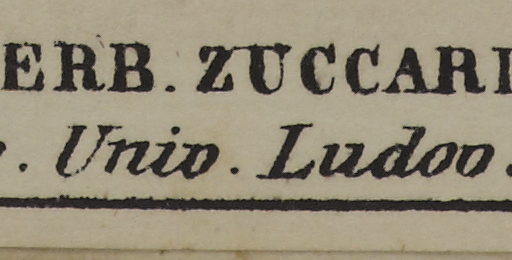 ERB. ZUCCARI
. Univ. Ludov.